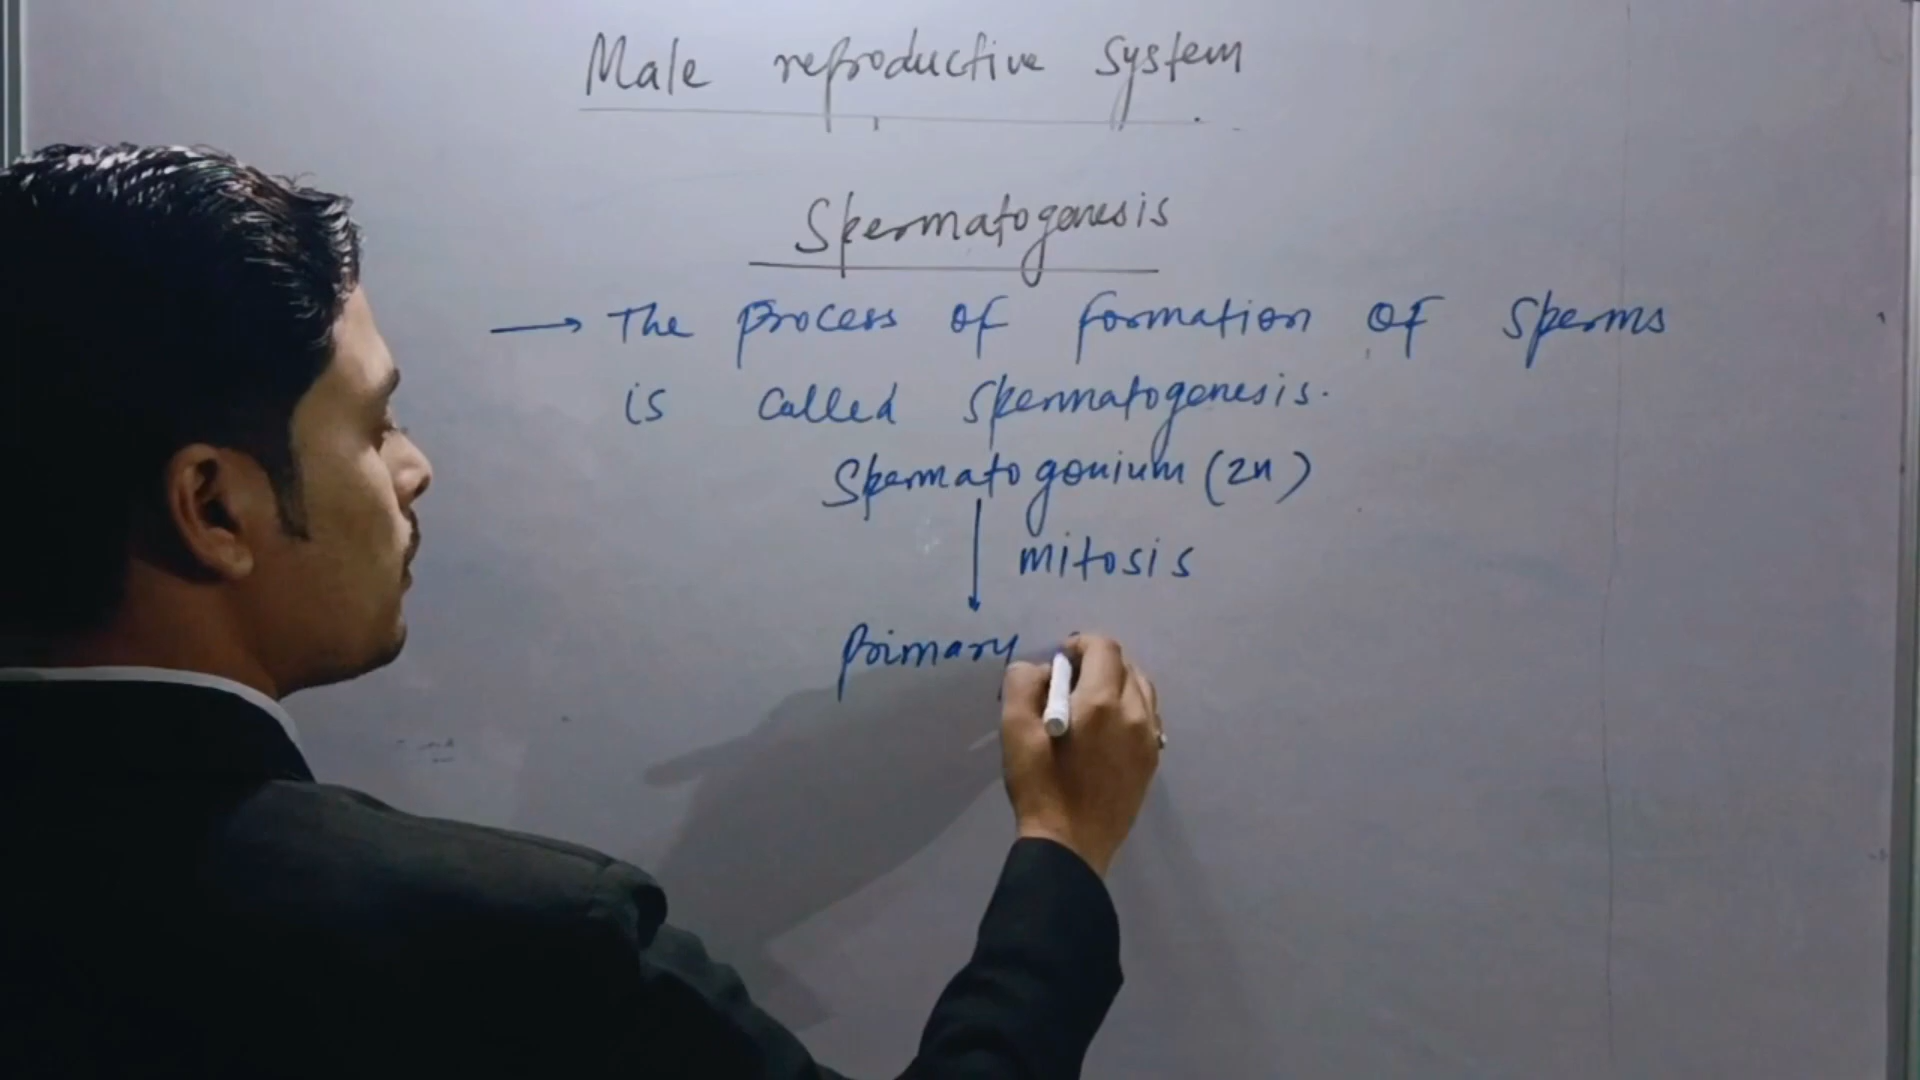 Male reproductive system
Spermatogenesis
→ The process of formation of sperms
is called spermatogenesis.
Spermatogonium (2n)
mitosis
primary